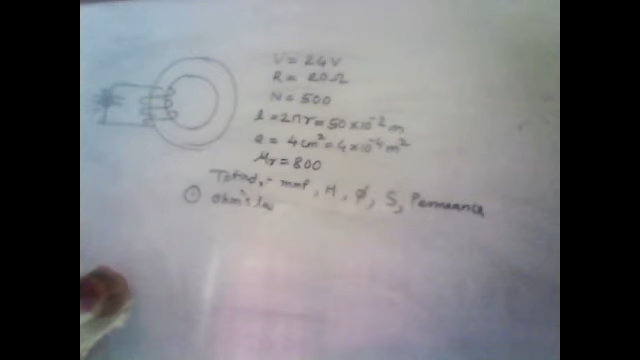 V = 24V
R = 20Ω
N = 500
l = 2πr = 50×10⁻² m
a = 4cm² = 4×10⁻⁴ m²
μr = 800
To find,- mmf, H, ϕ, S, Permeance
① Ohm's law